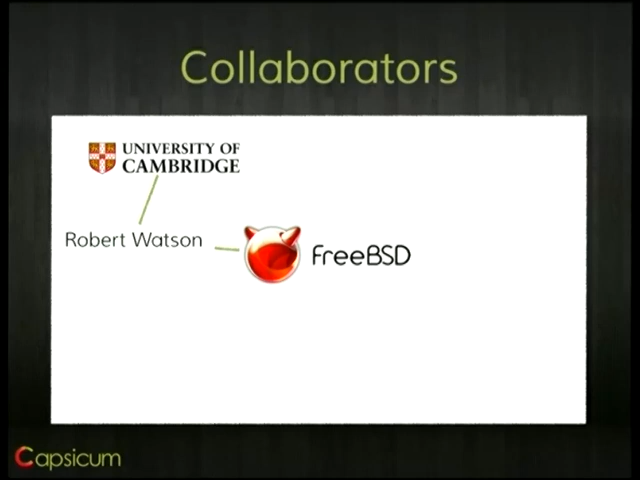 Collaborators
UNIVERSITY OF
CAMBRIDGE
Robert Watson
FreeBSD
Capsicum